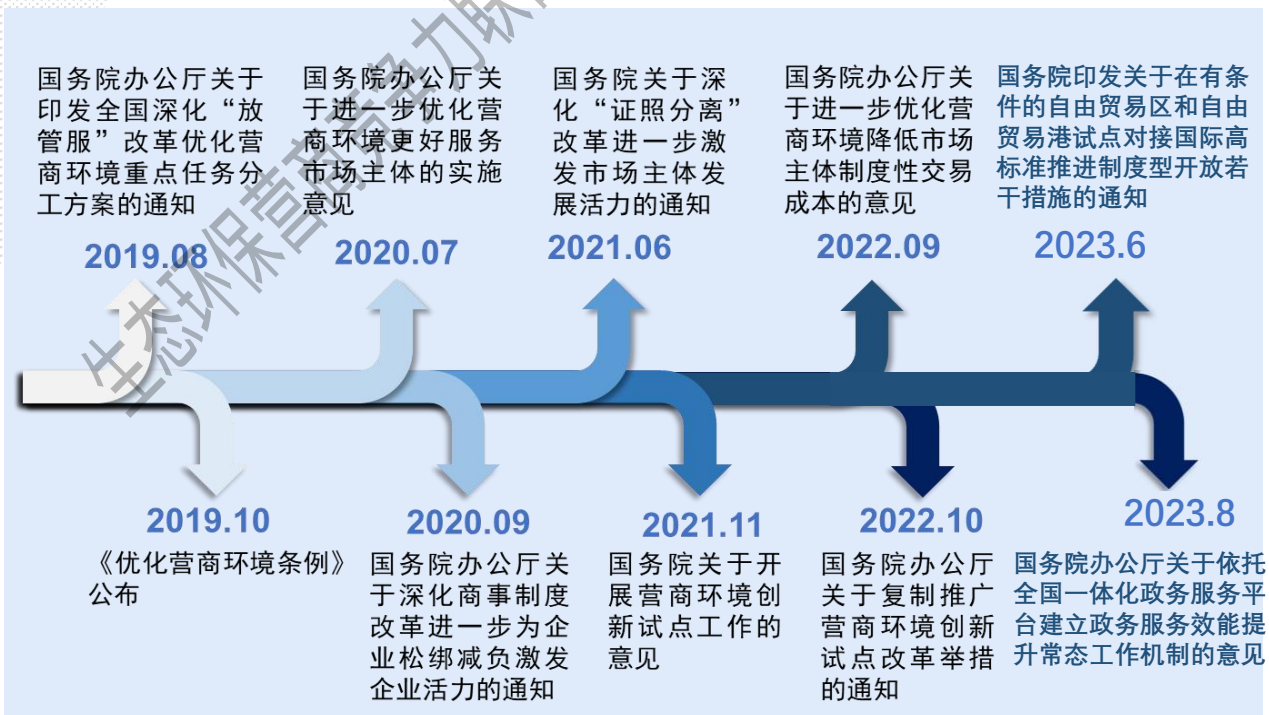 国务院办公厅关于
印发全国深化“放
管服”改革优化营
商环境重点任务分
工方案的通知
2019.08
国务院办公厅关
于进一步优化营
商环境更好服务
市场主体的实施
意见
2020.07
国务院关于深
化“证照分离”
改革进一步激
发市场主体发
展活力的通知
2021.06
国务院办公厅关
于进一步优化营
商环境降低市场
主体制度性交易
成本的意见
2022.09
国务院印发关于在有条
件的自由贸易区和自由
贸易港试点对接国际高
标准推进制度型开放若
干措施的通知
2023.6
2019.10
《优化营商环境条例》
公布
2020.09
国务院办公厅关
于深化商事制度
改革进一步为企
业松绑减负激发
企业活力的通知
2021.11
国务院关于开
展营商环境创
新试点工作的
意见
2022.10
国务院办公厅
关于复制推广
营商环境创新
试点改革举措
的通知
2023.8
国务院办公厅关于依托
全国一体化政务服务平
台建立政务服务效能提
升常态工作机制的意见
生态环保营商竞争力联